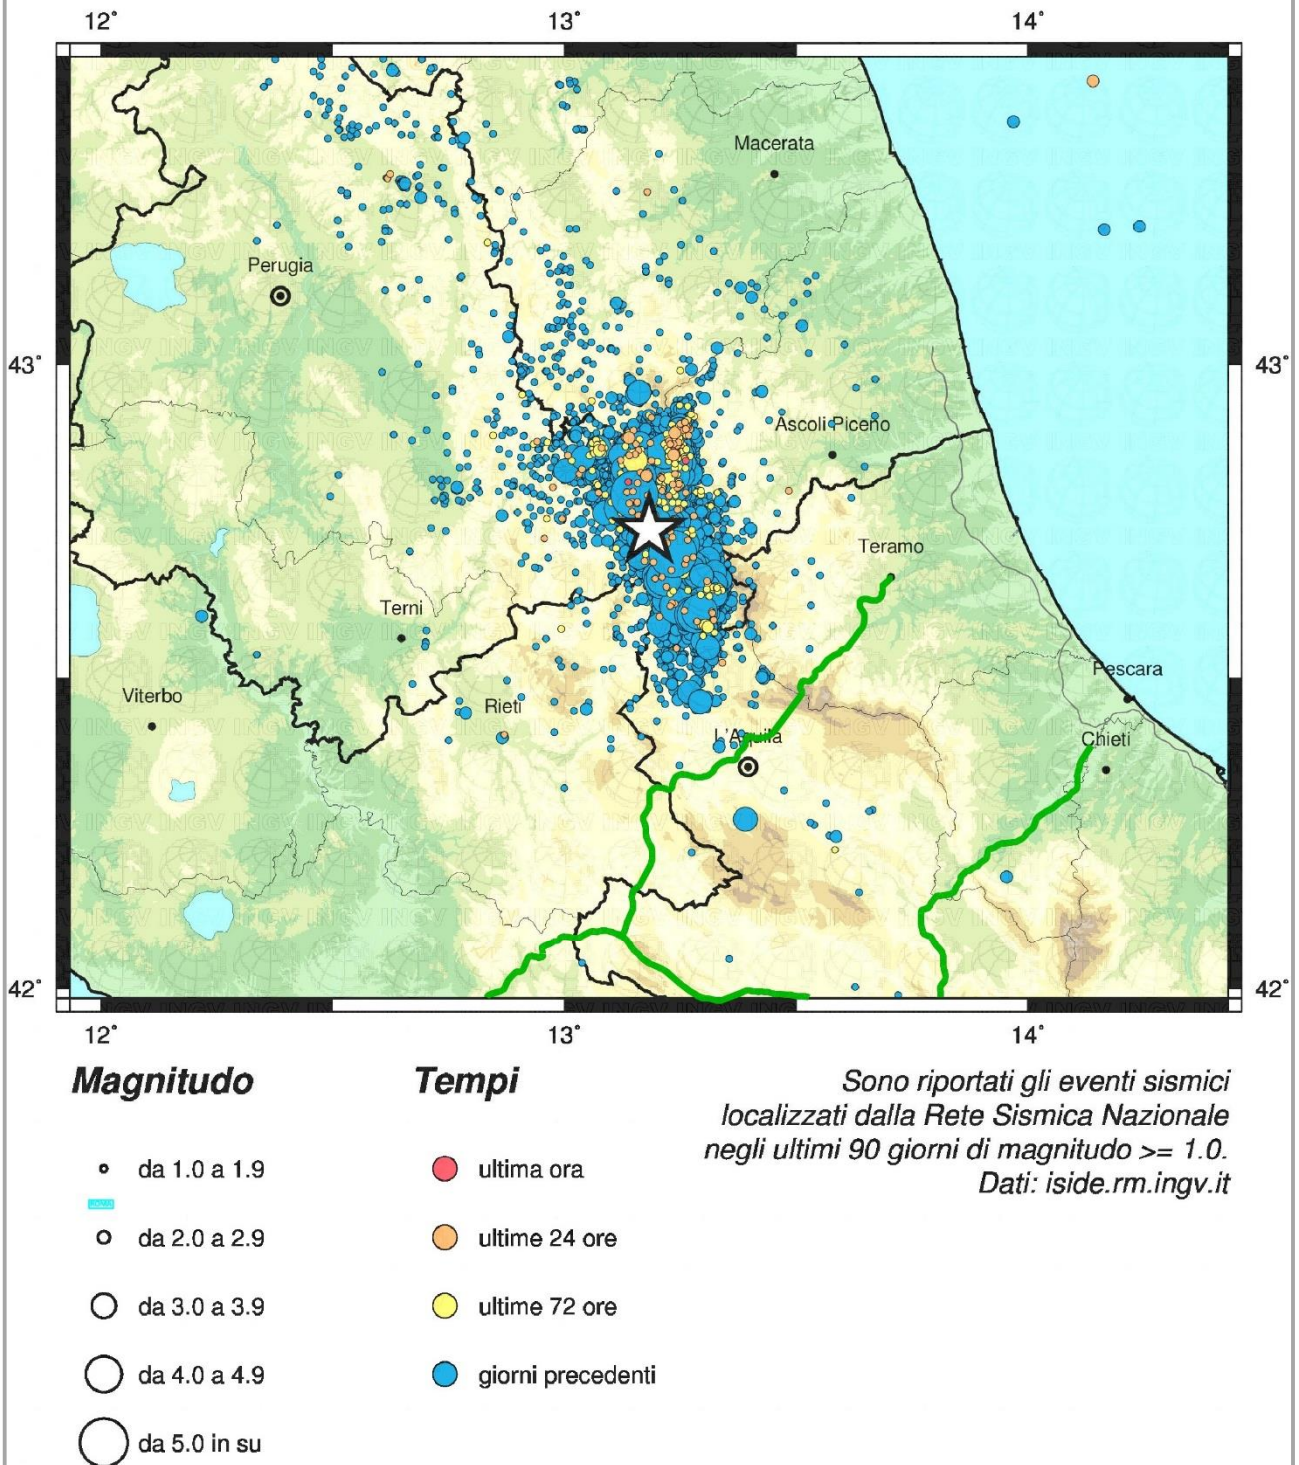 12° 13° 14°
Macerata
Perugia
43° 43°
Ascoli Piceno
Teramo
Terni
Pescara
Viterbo
Rieti
L'Aquila
Chieti
42° 42°
12° 13° 14°
Magnitudo
da 1.0 a 1.9
ROMA
da 2.0 a 2.9
da 3.0 a 3.9
da 4.0 a 4.9
da 5.0 in su
Tempi
ultima ora
ultime 24 ore
ultime 72 ore
giorni precedenti
Sono riportati gli eventi sismici
localizzati dalla Rete Sismica Nazionale
negli ultimi 90 giorni di magnitudo >= 1.0.
Dati: iside.rm.ingv.it